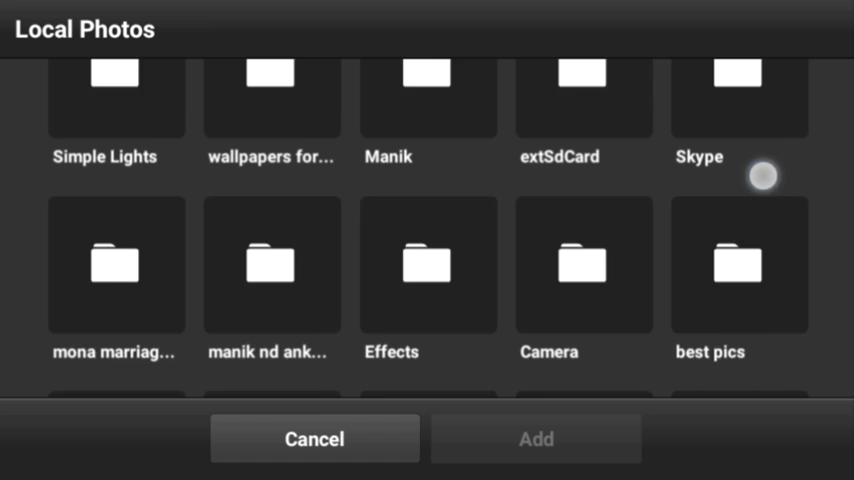 Local Photos
Simple Lights
wallpapers for...
Manik
extSdCard
Skype
mona marriag...
manik nd ank...
Effects
Camera
best pics
Cancel
Add